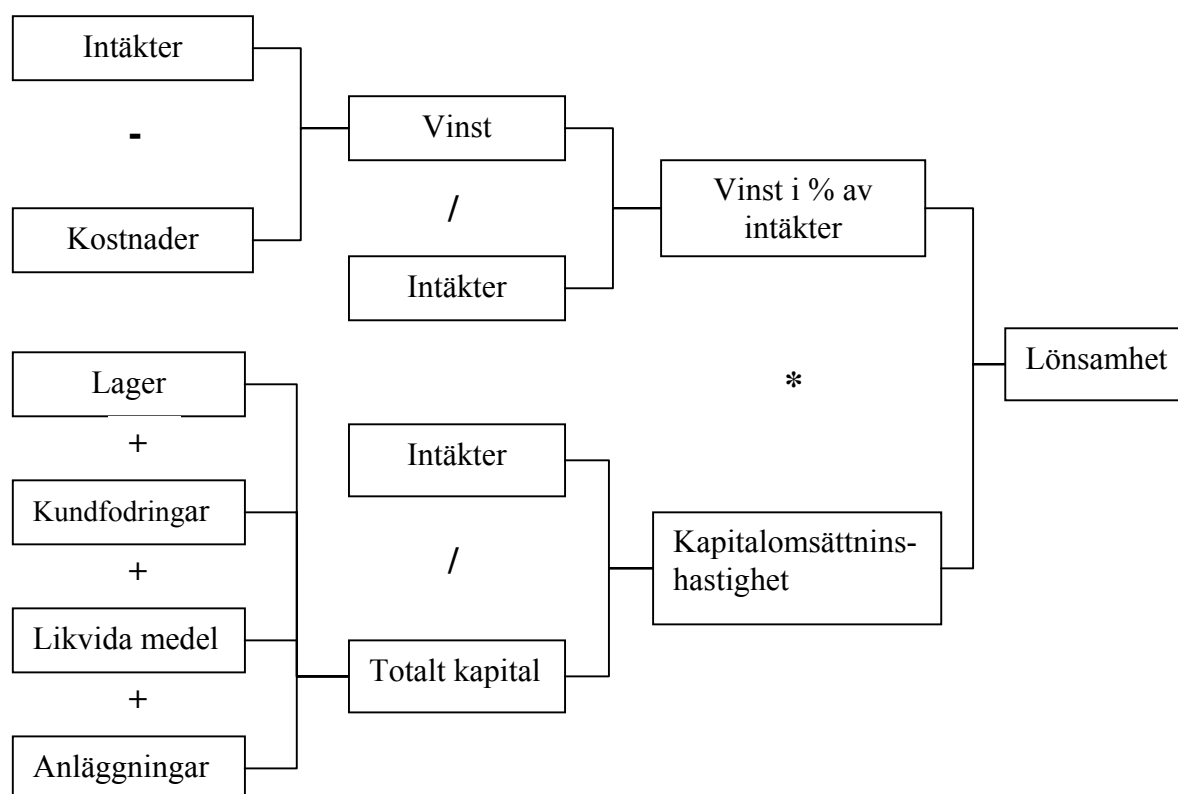 Intäkter
-
Kostnader
Vinst
/
Intäkter
Vinst i % av
intäkter
Lager
+
Kundfodringar
+
Likvida medel
+
Anläggningar
Intäkter
/
Totalt kapital
*
Kapitalomsättnins-
hastighet
Lönsamhet